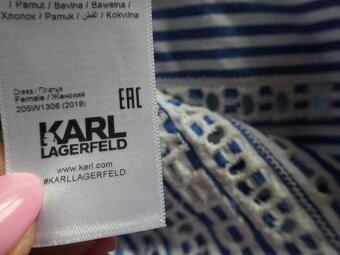 / Pamut / Bavlna / Bawełna /
/ Хлопок / Pamuk / القطن / Kokvilna
Dress / Платья
Female / Женский
205W1306 (2019)
EAC
KARL
LAGERFELD
www.karl.com
#KARLLAGERFELD